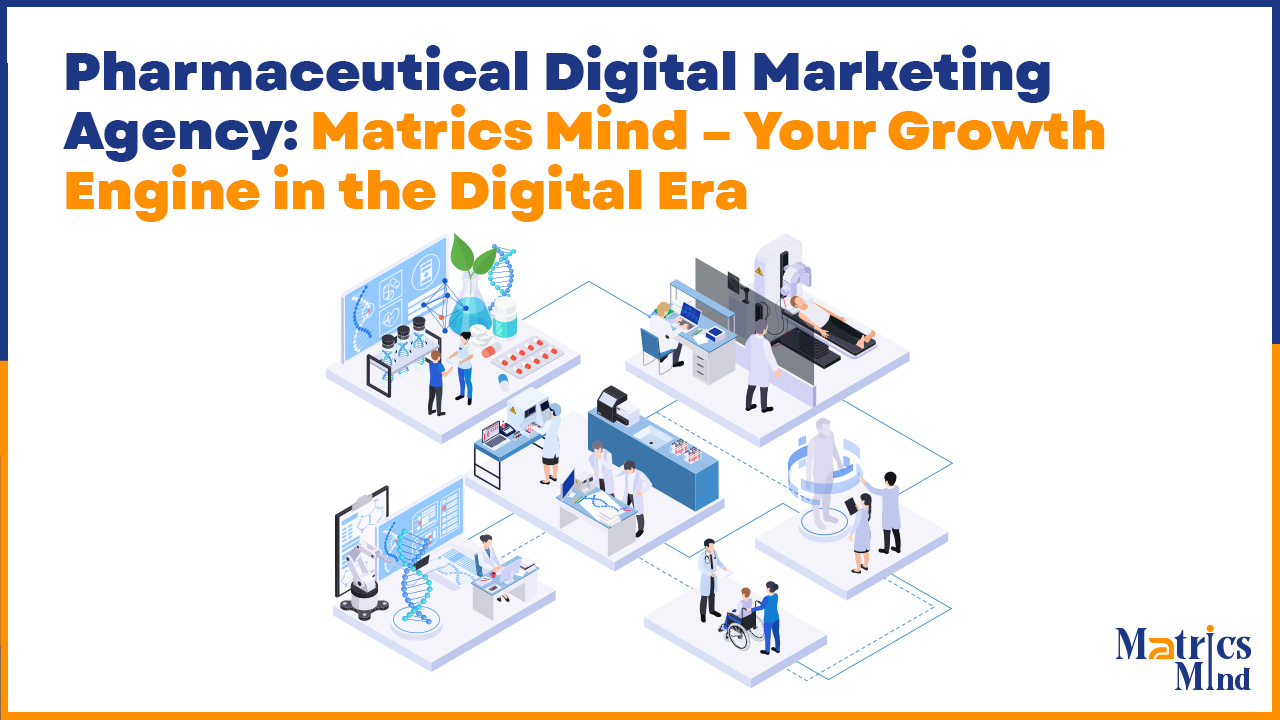 Pharmaceutical Digital Marketing
Agency: Matrics Mind – Your Growth
Engine in the Digital Era
Matrics
Mind